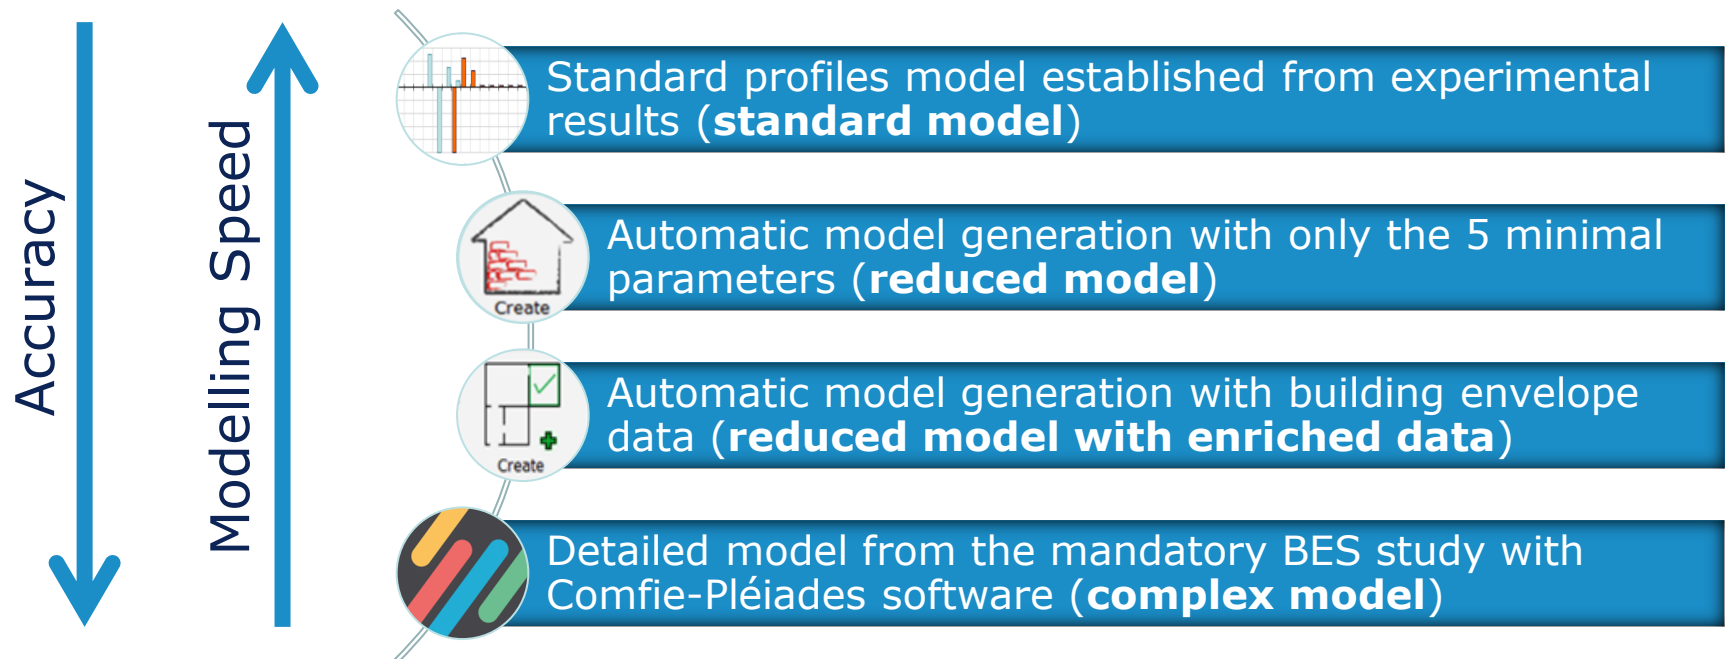 Accuracy
Modelling Speed
Standard profiles model established from experimental
results (standard model)
Create
Automatic model generation with only the 5 minimal
parameters (reduced model)
Create
Automatic model generation with building envelope
data (reduced model with enriched data)
Detailed model from the mandatory BES study with
Comfie-Pléiades software (complex model)